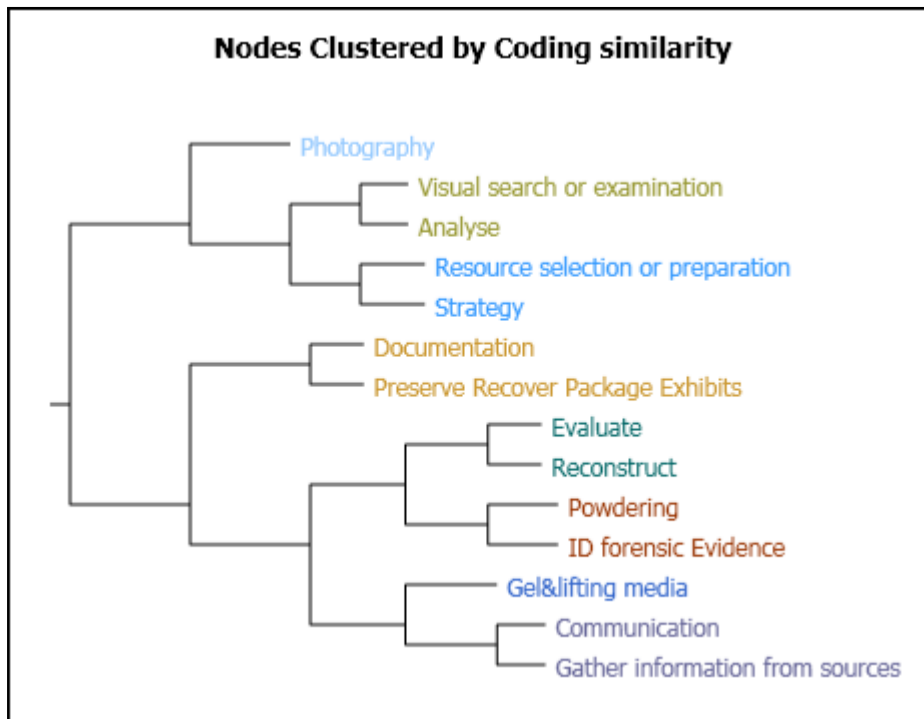 Nodes Clustered by Coding similarity
Photography
Visual search or examination
Analyse
Resource selection or preparation
Strategy
Documentation
Preserve Recover Package Exhibits
Evaluate
Reconstruct
Powdering
ID forensic Evidence
Gel&lifting media
Communication
Gather information from sources